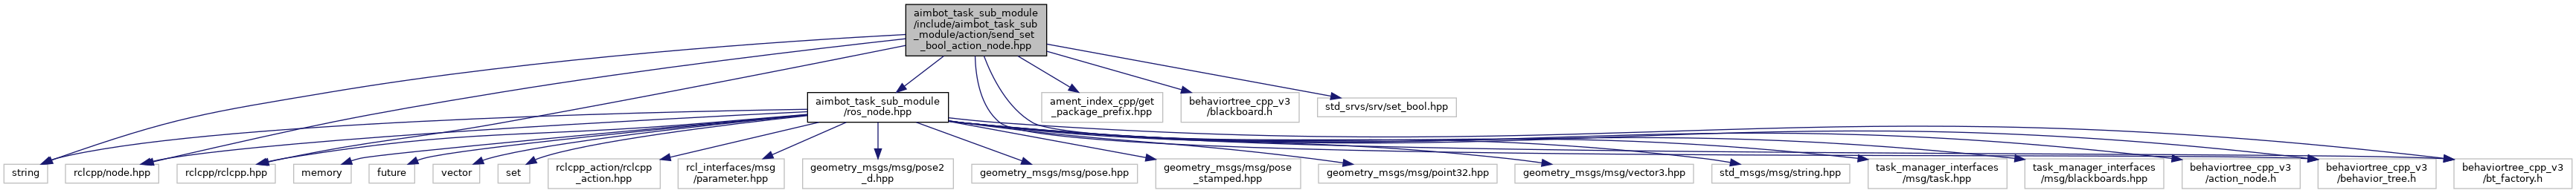 aimbot_task_sub_module
/include/aimbot_task_sub
_module/action/send_set
_bool_action_node.hpp
aimbot_task_sub_module
/ros_node.hpp
ament_index_cpp/get
_package_prefix.hpp
behaviortree_cpp_v3
/blackboard.h
std_srvs/srv/set_bool.hpp
string
rclcpp/node.hpp
rclcpp/rclcpp.hpp
memory
future
vector
set
rclcpp_action/rclcpp
_action.hpp
rcl_interfaces/msg
/parameter.hpp
geometry_msgs/msg/pose2
_d.hpp
geometry_msgs/msg/pose.hpp
geometry_msgs/msg/pose
_stamped.hpp
geometry_msgs/msg/point32.hpp
geometry_msgs/msg/vector3.hpp
std_msgs/msg/string.hpp
task_manager_interfaces
/msg/task.hpp
task_manager_interfaces
/msg/blackboards.hpp
behaviortree_cpp_v3
/action_node.h
behaviortree_cpp_v3
/behavior_tree.h
behaviortree_cpp_v3
/bt_factory.h